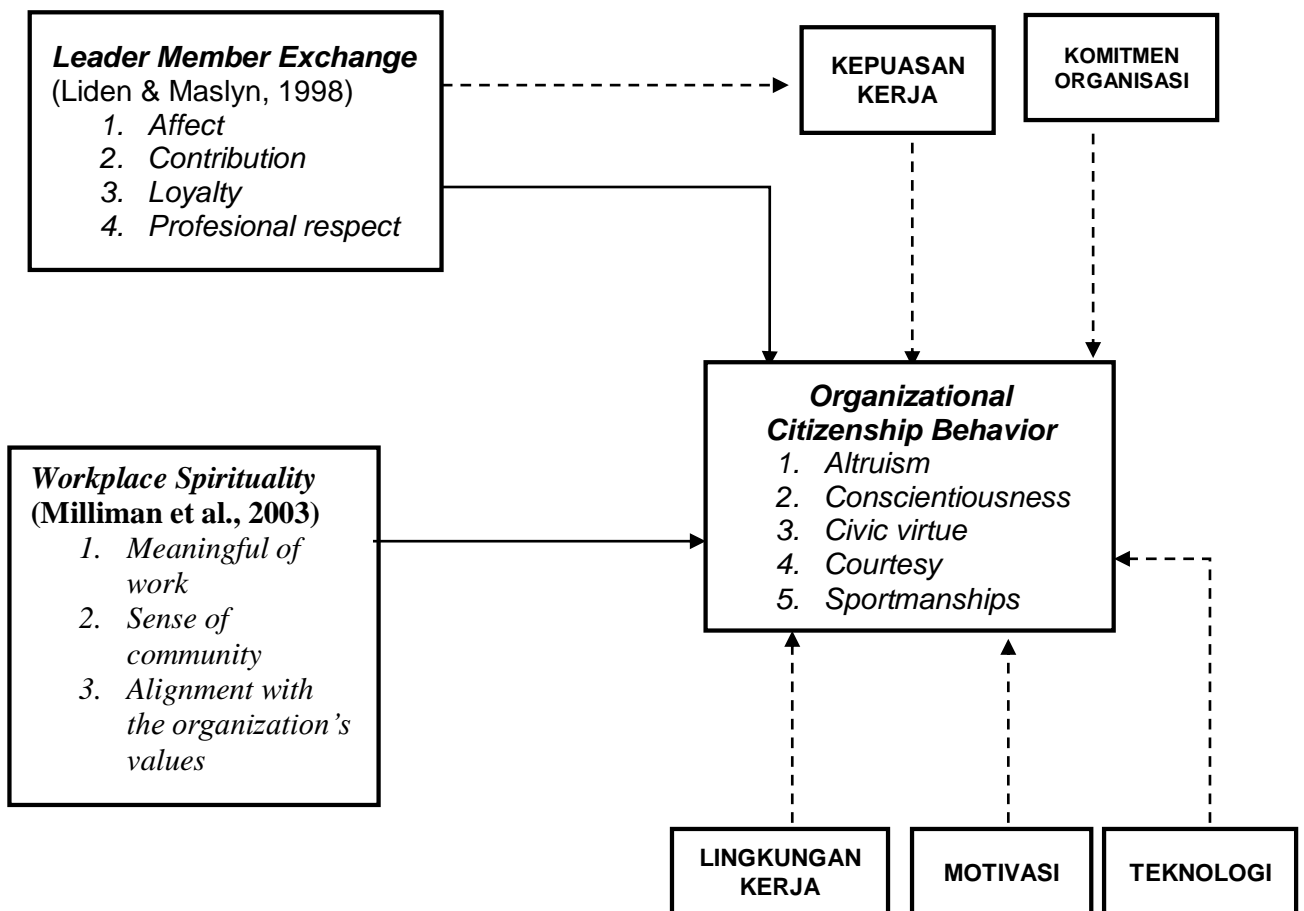 Leader Member Exchange
(Liden & Maslyn, 1998)
1. Affect
2. Contribution
3. Loyalty
4. Profesional respect
KEPUASAN
KERJA
KOMITMEN
ORGANISASI
Organizational
Citizenship Behavior
1. Altruism
2. Conscientiousness
3. Civic virtue
4. Courtesy
5. Sportmanships
Workplace Spirituality
(Milliman et al., 2003)
1. Meaningful of
work
2. Sense of
community
3. Alignment with
the organization’s
values
LINGKUNGAN
KERJA
MOTIVASI
TEKNOLOGI